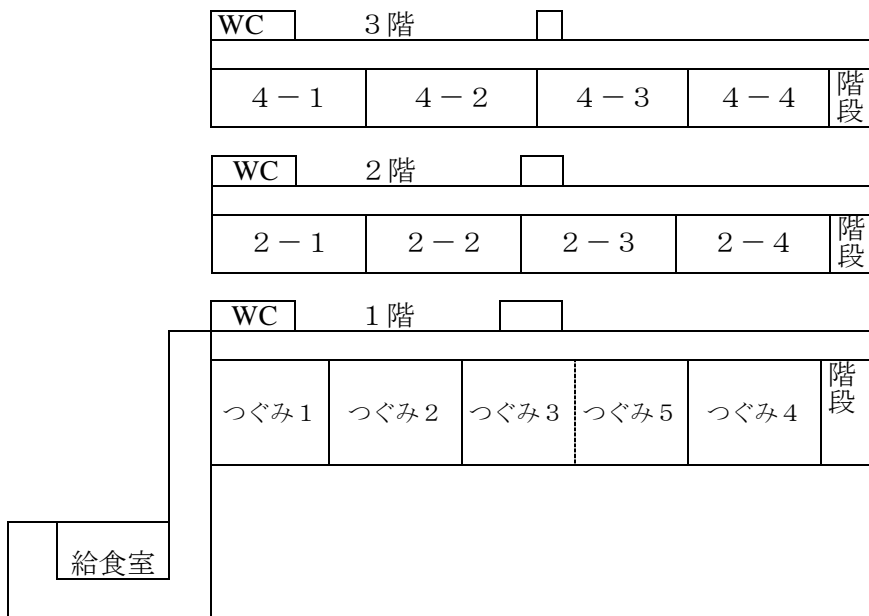 WC ３階
４－１ ４－２ ４－３ ４－４ 階段
WC ２階
２－１ ２－２ ２－３ ２－４ 階段
WC １階
つぐみ１ つぐみ２ つぐみ３ つぐみ５ つぐみ４ 階段
給食室